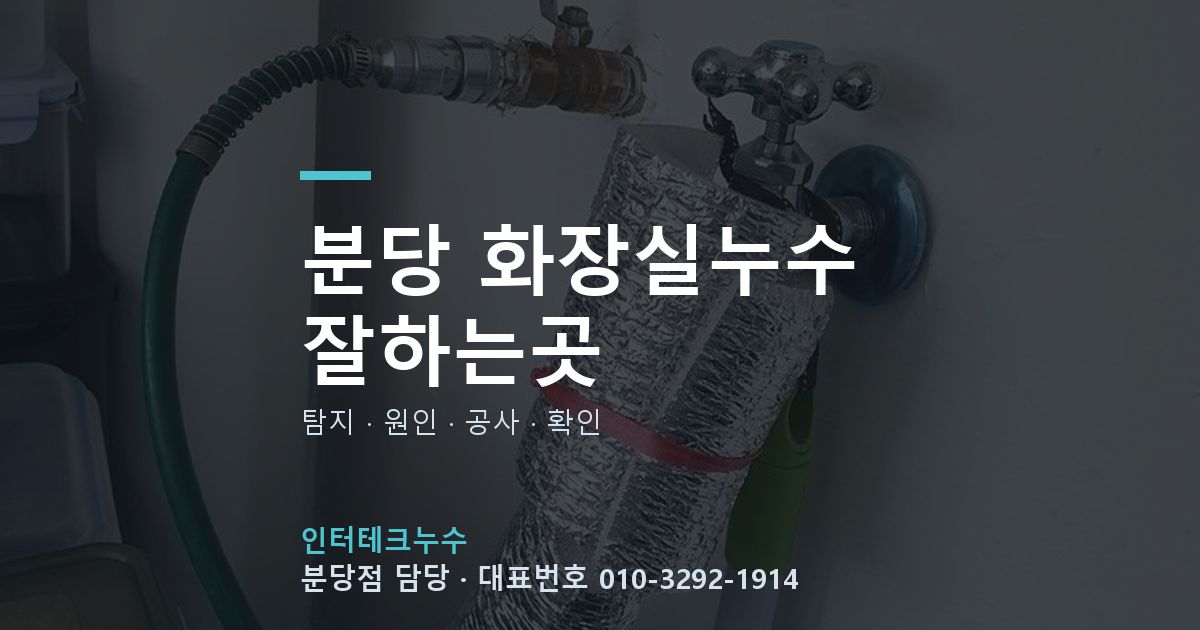 분당 화장실누수
잘하는곳
탐지 · 원인 · 공사 · 확인
인터테크누수
분당점 담당 · 대표번호 010-3292-1914